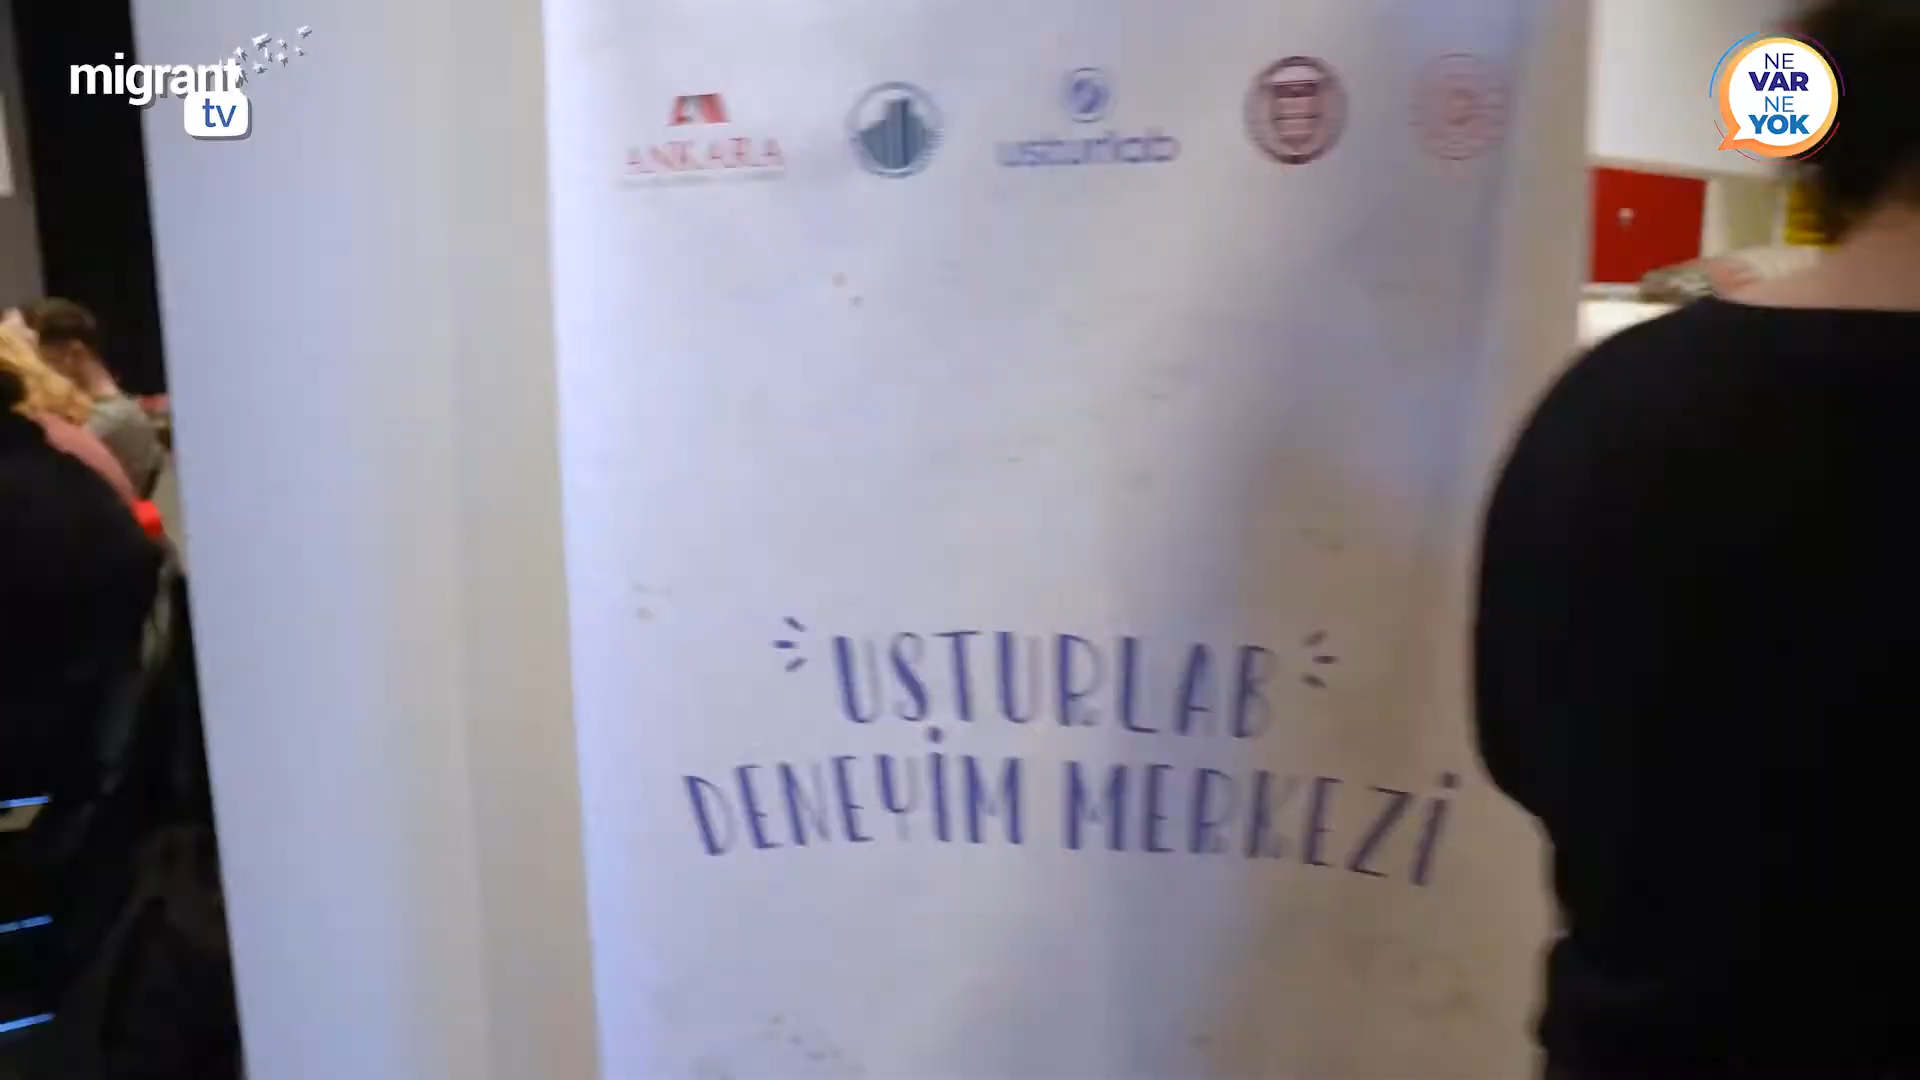 migrant
tv
NE
VAR
NE
YOK
ANKARA
usturlab
USTURLAB
DENEYİM MERKEZİ